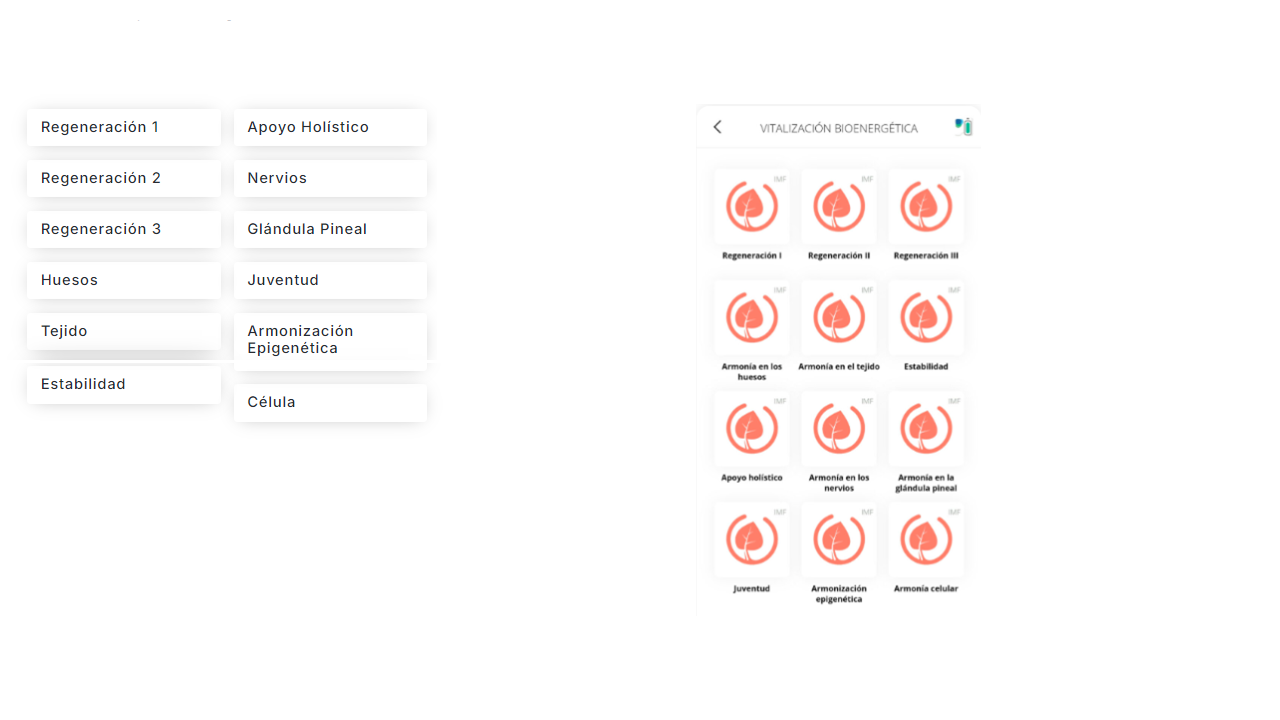 Regeneración 1
Regeneración 2
Regeneración 3
Huesos
Tejido
Estabilidad
Apoyo Holístico
Nervios
Glándula Pineal
Juventud
Armonización
Epigenética
Célula
VITALIZACIÓN BIOENERGÉTICA
IMF
IMF
IMF
Regeneración I
Regeneración II
Regeneración III
IMF
IMF
IMF
Armonía en los
huesos
Armonía en el tejido
Estabilidad
IMF
IMF
IMF
Apoyo holístico
Armonía en los
nervios
Armonía en la
glándula pineal
IMF
IMF
IMF
Juventud
Armonización
epigenética
Armonía celular